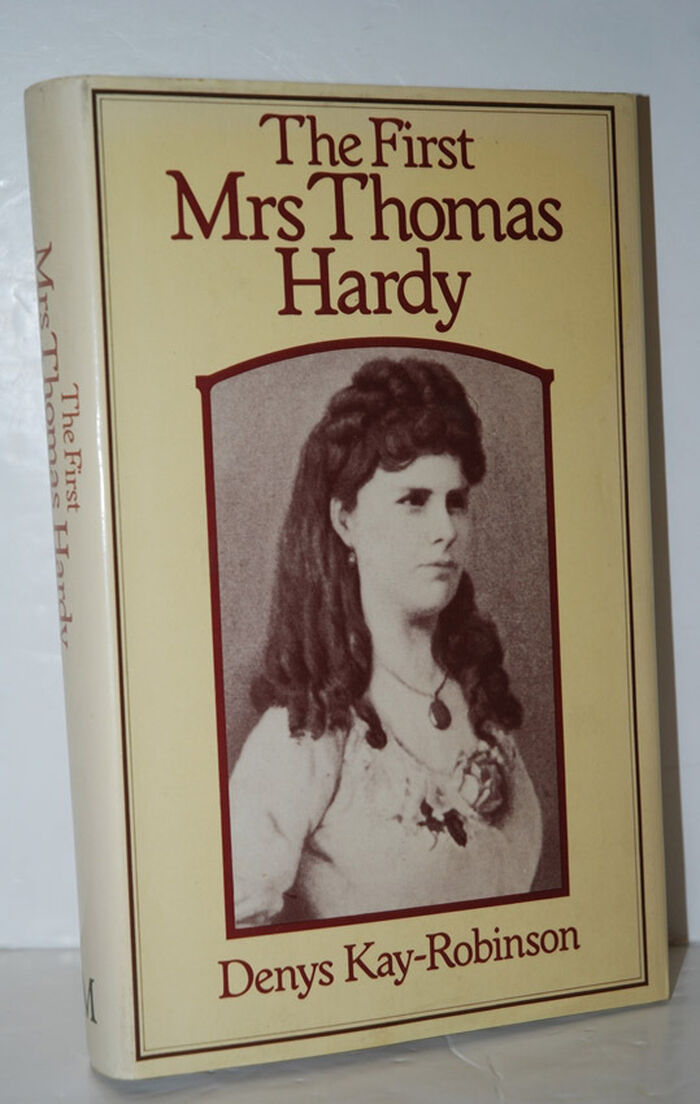 The First
Mrs Thomas
Hardy
Denys Kay-Robinson
The First
Mrs Thomas Hardy
M